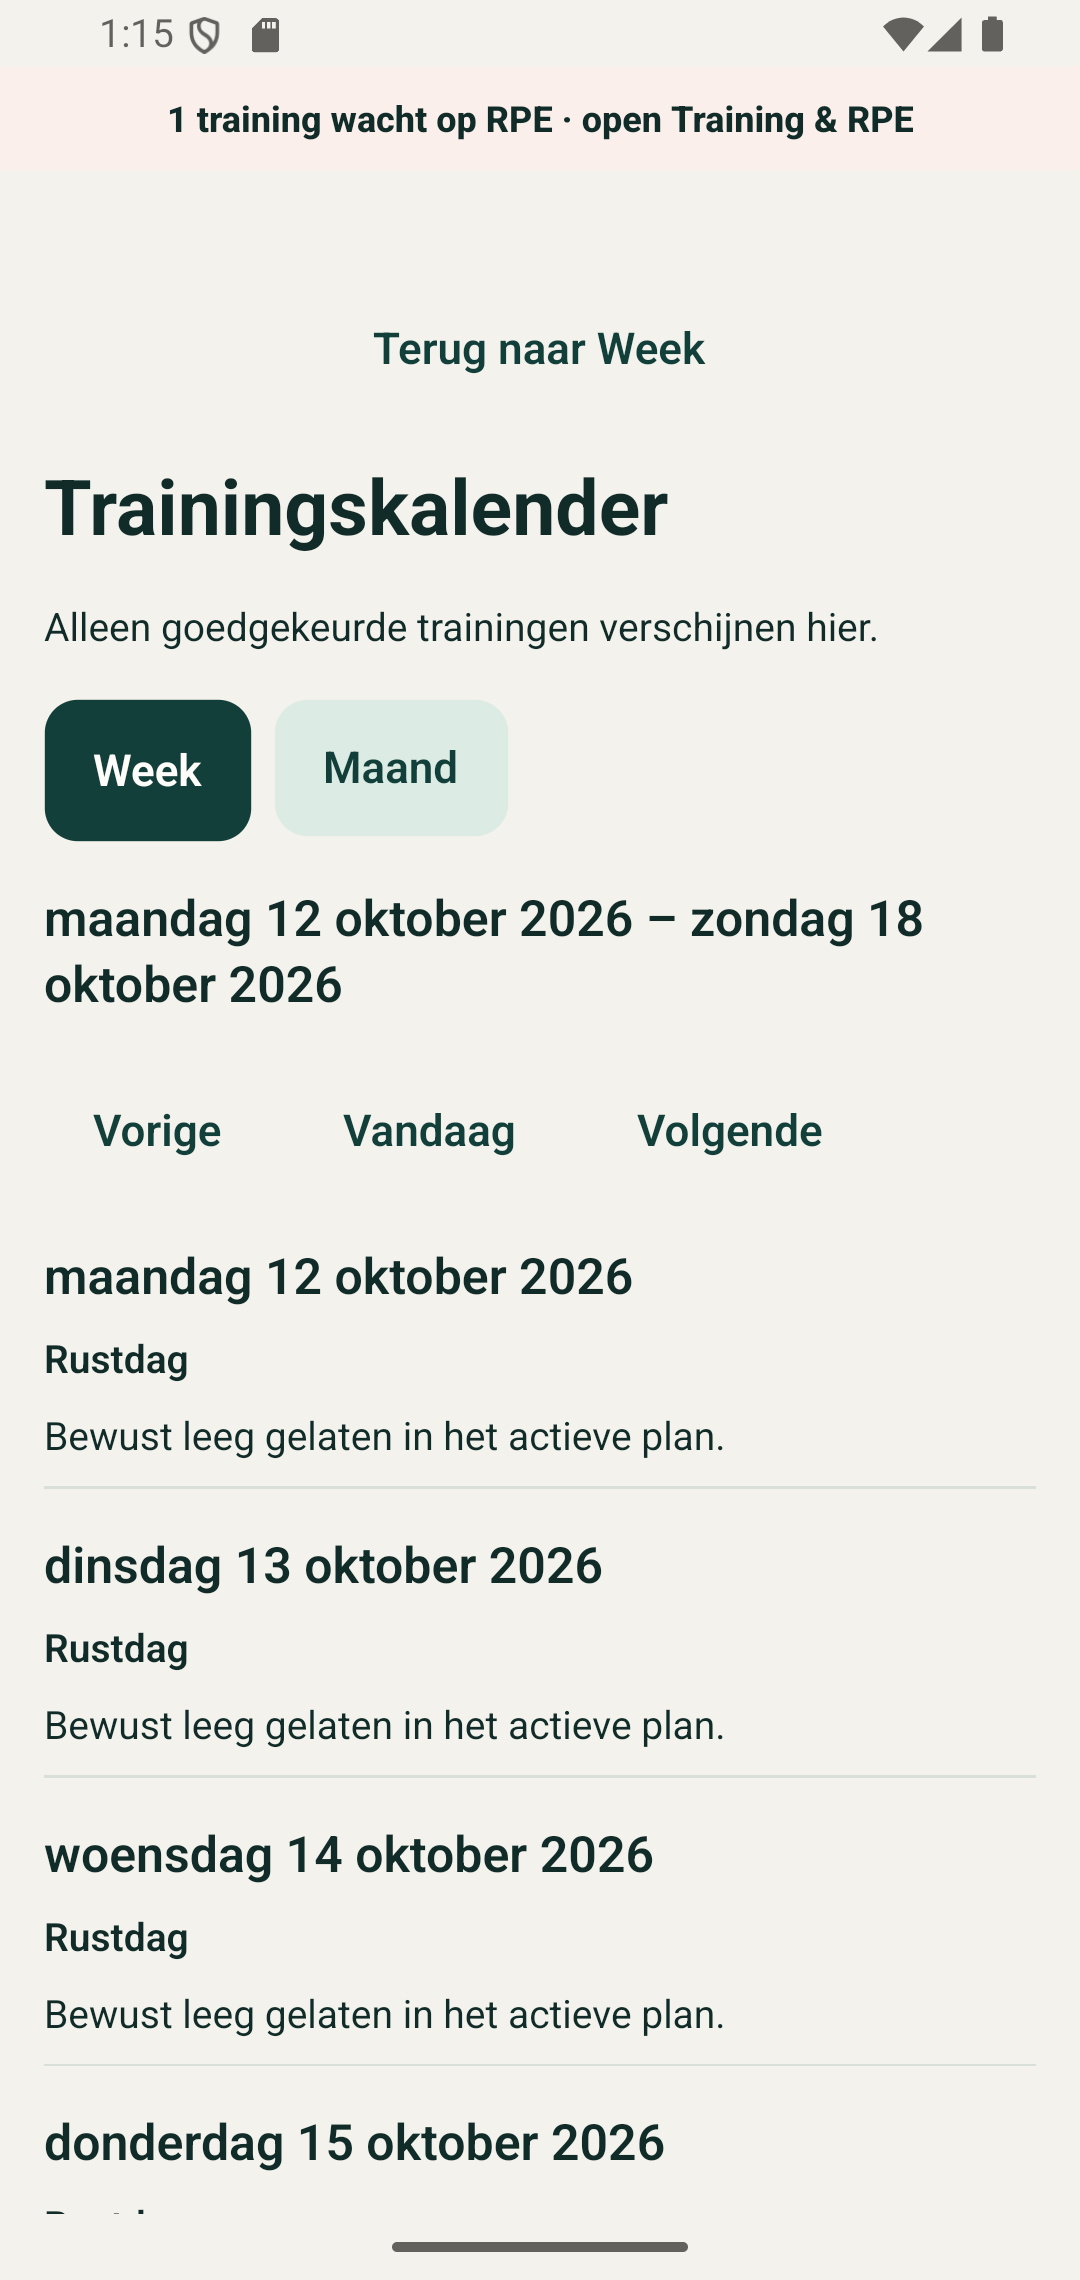 1:15
1 training wacht op RPE · open Training & RPE
Terug naar Week
Trainingskalender
Alleen goedgekeurde trainingen verschijnen hier.
Week
Maand
maandag 12 oktober 2026 – zondag 18
oktober 2026
Vorige
Vandaag
Volgende
maandag 12 oktober 2026
Rustdag
Bewust leeg gelaten in het actieve plan.
dinsdag 13 oktober 2026
Rustdag
Bewust leeg gelaten in het actieve plan.
woensdag 14 oktober 2026
Rustdag
Bewust leeg gelaten in het actieve plan.
donderdag 15 oktober 2026